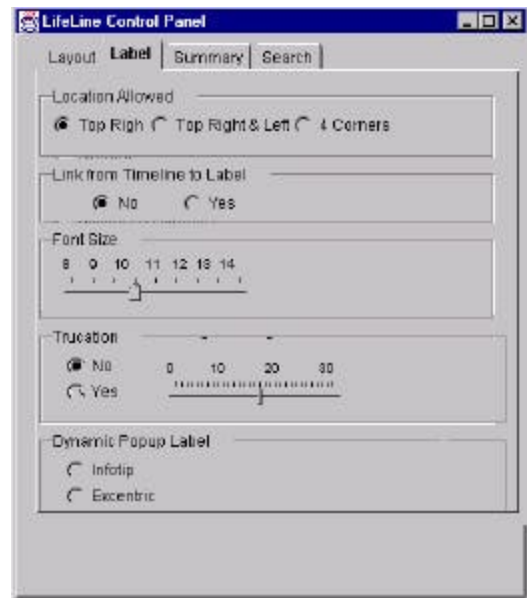 LifeLine Control Panel
Layout Label Summary Search
Location Allowed
Top Righ Top Right & Left 4 Corners
Link from Timeline to Label
No Yes
Font Size
8 9 10 11 12 13 14
Trucation
No
0 10 20 30
Yes
Dynamic Popup Label
Infotip
Excentric